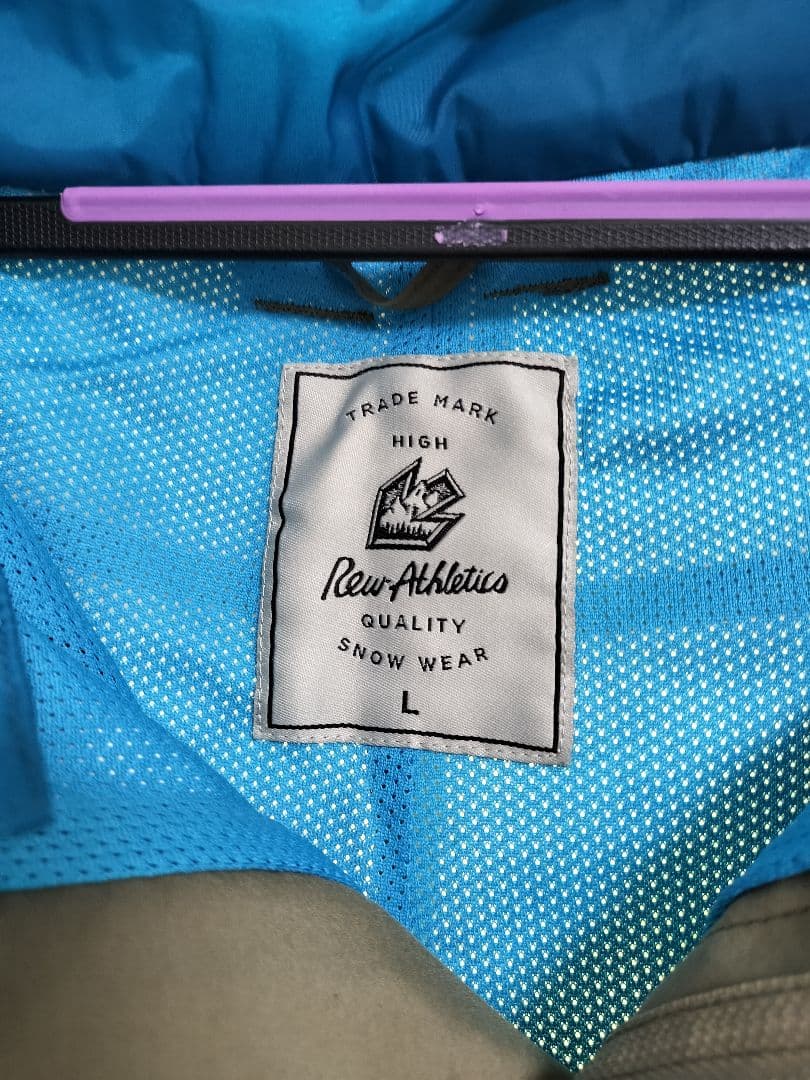 TRADE MARK
HIGH
Rew-Athletics
QUALITY
SNOW WEAR
L